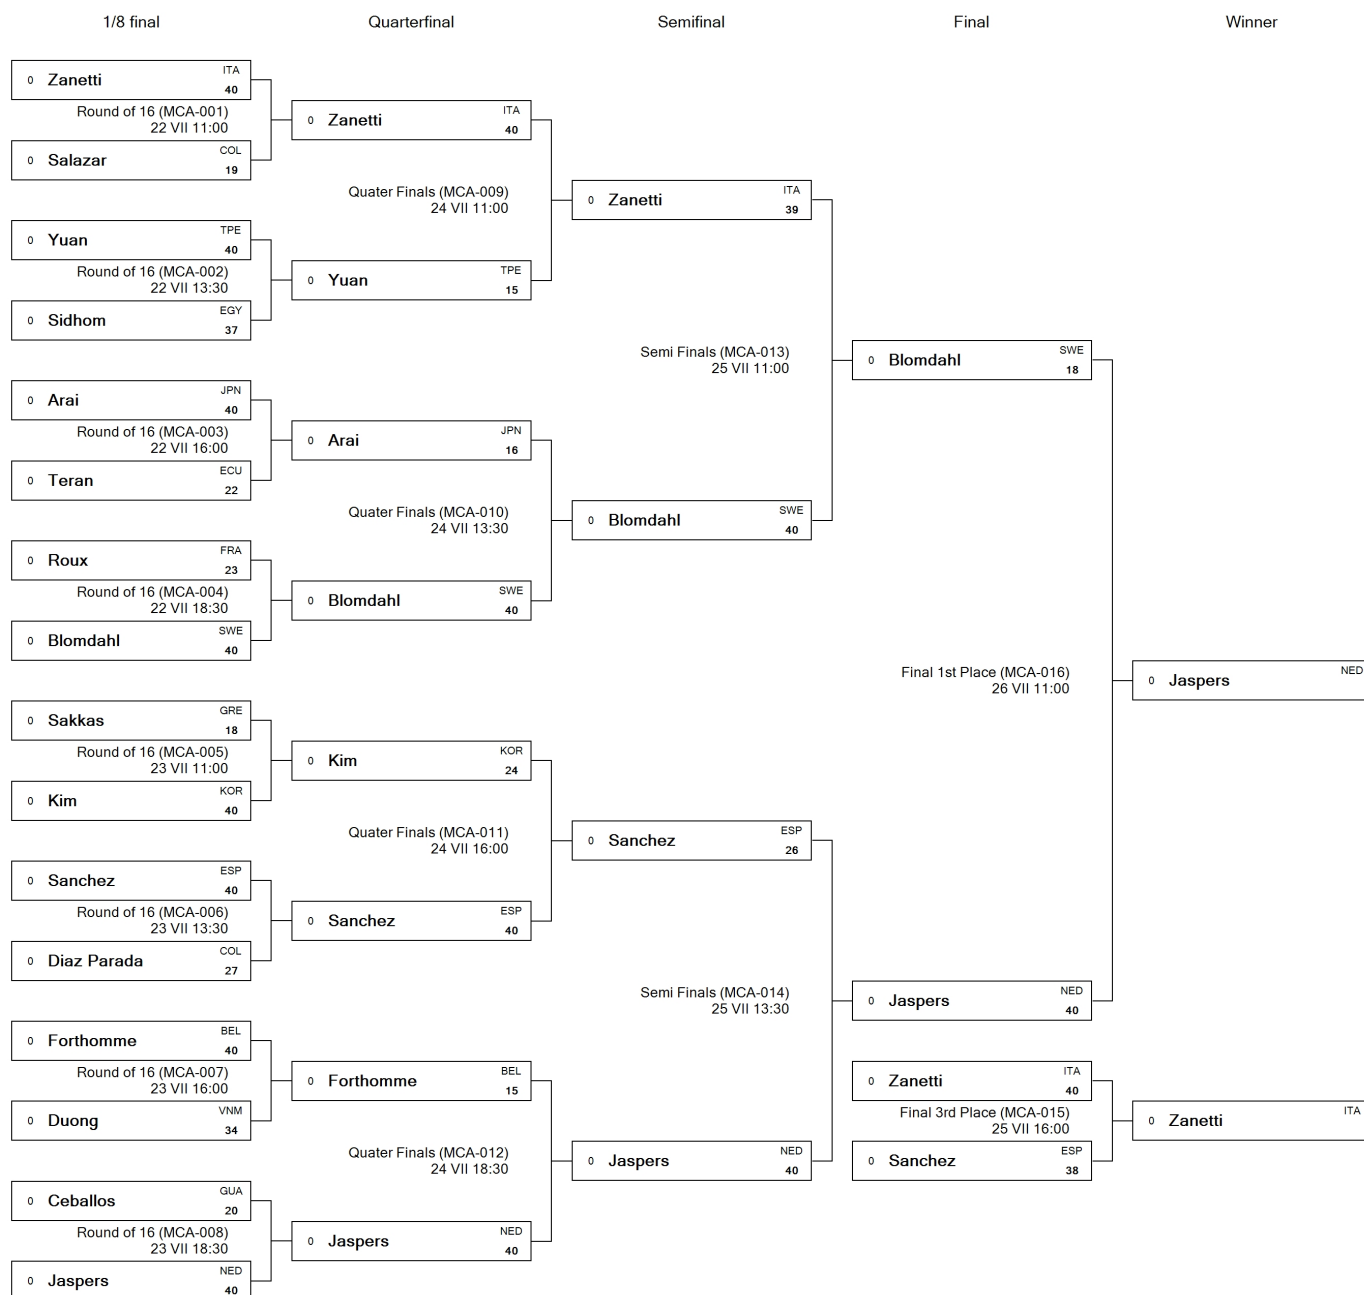 1/8 final
Quarterfinal
Semifinal
Final
Winner
0 Zanetti ITA 40
Round of 16 (MCA-001)
22 VII 11:00
0 Salazar COL 19
0 Yuan TPE 40
Round of 16 (MCA-002)
22 VII 13:30
0 Sidhom EGY 37
0 Arai JPN 40
Round of 16 (MCA-003)
22 VII 16:00
0 Teran ECU 22
0 Roux FRA 23
Round of 16 (MCA-004)
22 VII 18:30
0 Blomdahl SWE 40
0 Sakkas GRE 18
Round of 16 (MCA-005)
23 VII 11:00
0 Kim KOR 40
0 Sanchez ESP 40
Round of 16 (MCA-006)
23 VII 13:30
0 Diaz Parada COL 27
0 Forthomme BEL 40
Round of 16 (MCA-007)
23 VII 16:00
0 Duong VNM 34
0 Ceballos GUA 20
Round of 16 (MCA-008)
23 VII 18:30
0 Jaspers NED 40
0 Zanetti ITA 40
Quater Finals (MCA-009)
24 VII 11:00
0 Yuan TPE 15
0 Arai JPN 16
Quater Finals (MCA-010)
24 VII 13:30
0 Blomdahl SWE 40
0 Kim KOR 24
Quater Finals (MCA-011)
24 VII 16:00
0 Sanchez ESP 40
0 Forthomme BEL 15
Quater Finals (MCA-012)
24 VII 18:30
0 Jaspers NED 40
0 Zanetti ITA 39
Semi Finals (MCA-013)
25 VII 11:00
0 Blomdahl SWE 40
0 Sanchez ESP 26
Semi Finals (MCA-014)
25 VII 13:30
0 Jaspers NED 40
0 Blomdahl SWE 18
Final 1st Place (MCA-016)
26 VII 11:00
0 Jaspers NED 40
0 Zanetti ITA 40
Final 3rd Place (MCA-015)
25 VII 16:00
0 Sanchez ESP 38
0 Jaspers NED
0 Zanetti ITA